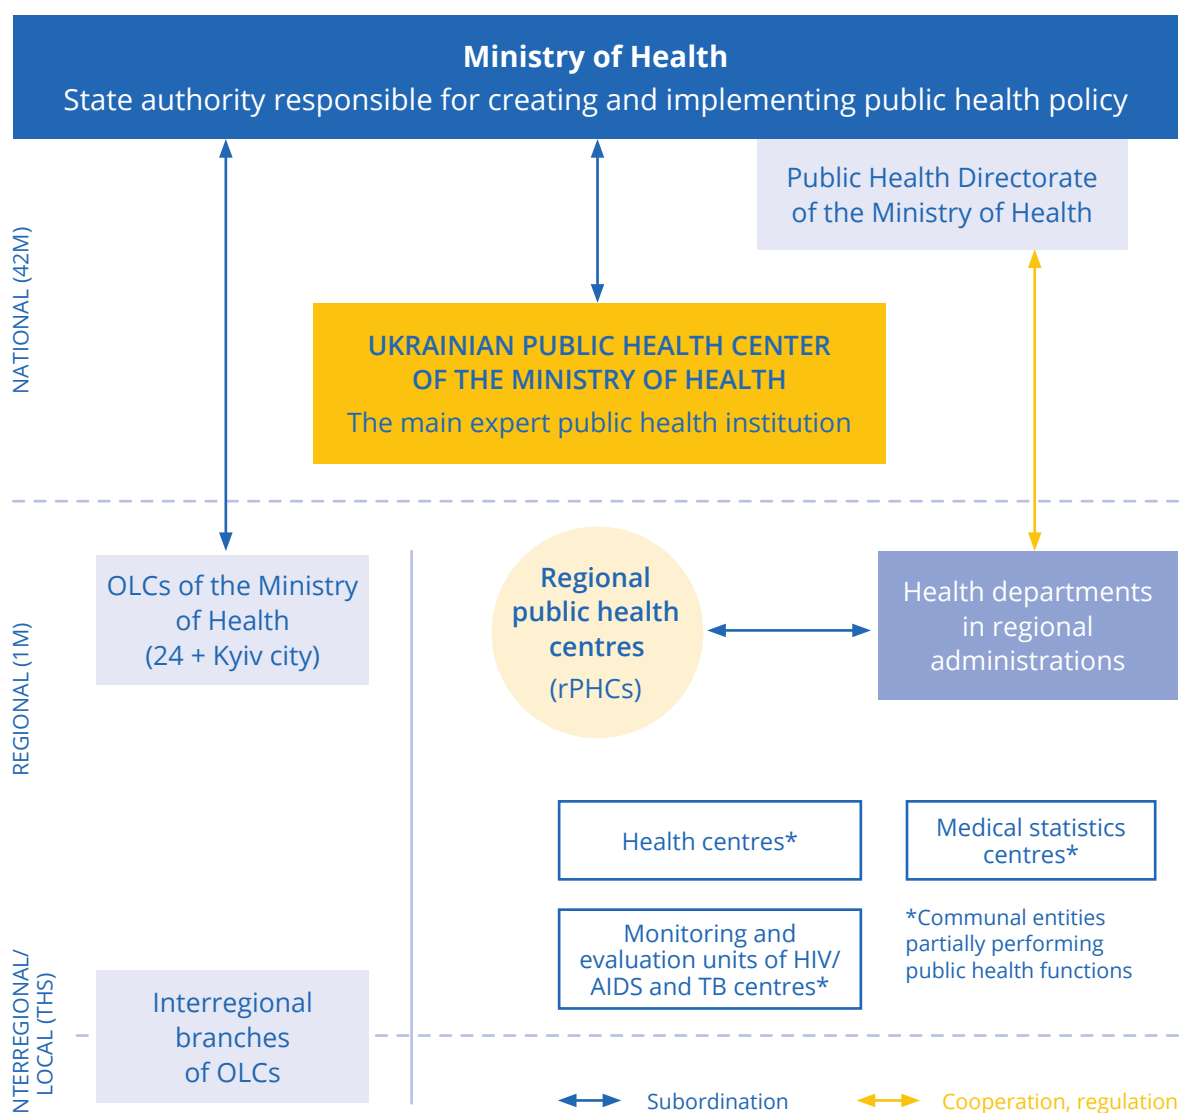 Ministry of Health
State authority responsible for creating and implementing public health policy
Public Health Directorate
of the Ministry of Health
NATIONAL (42M)
UKRAINIAN PUBLIC HEALTH CENTER
OF THE MINISTRY OF HEALTH
The main expert public health institution
REGIONAL (1M)
OLCs of the Ministry
of Health
(24 + Kyiv city)
Regional
public health
centres
(rPHCs)
Health departments
in regional
administrations
Health centres*
Medical statistics
centres*
Monitoring and
evaluation units of HIV/
AIDS and TB centres*
*Communal entities
partially performing
public health functions
NTERREGIONAL/
LOCAL (THS)
Interregional
branches
of OLCs
Subordination
Cooperation, regulation